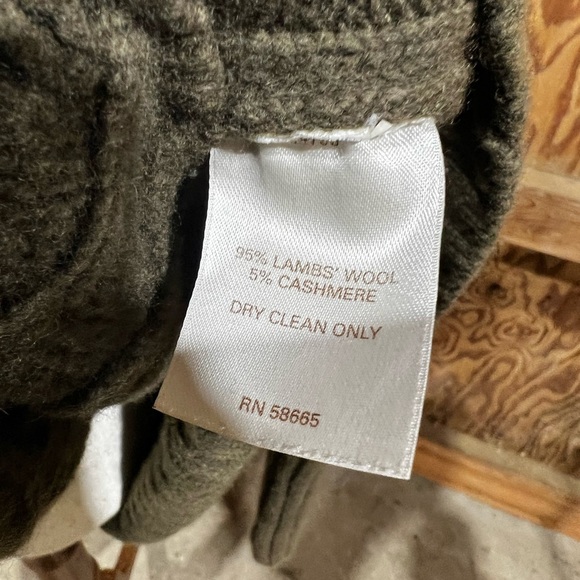 95% LAMBS' WOOL
5% CASHMERE
DRY CLEAN ONLY
RN 58665